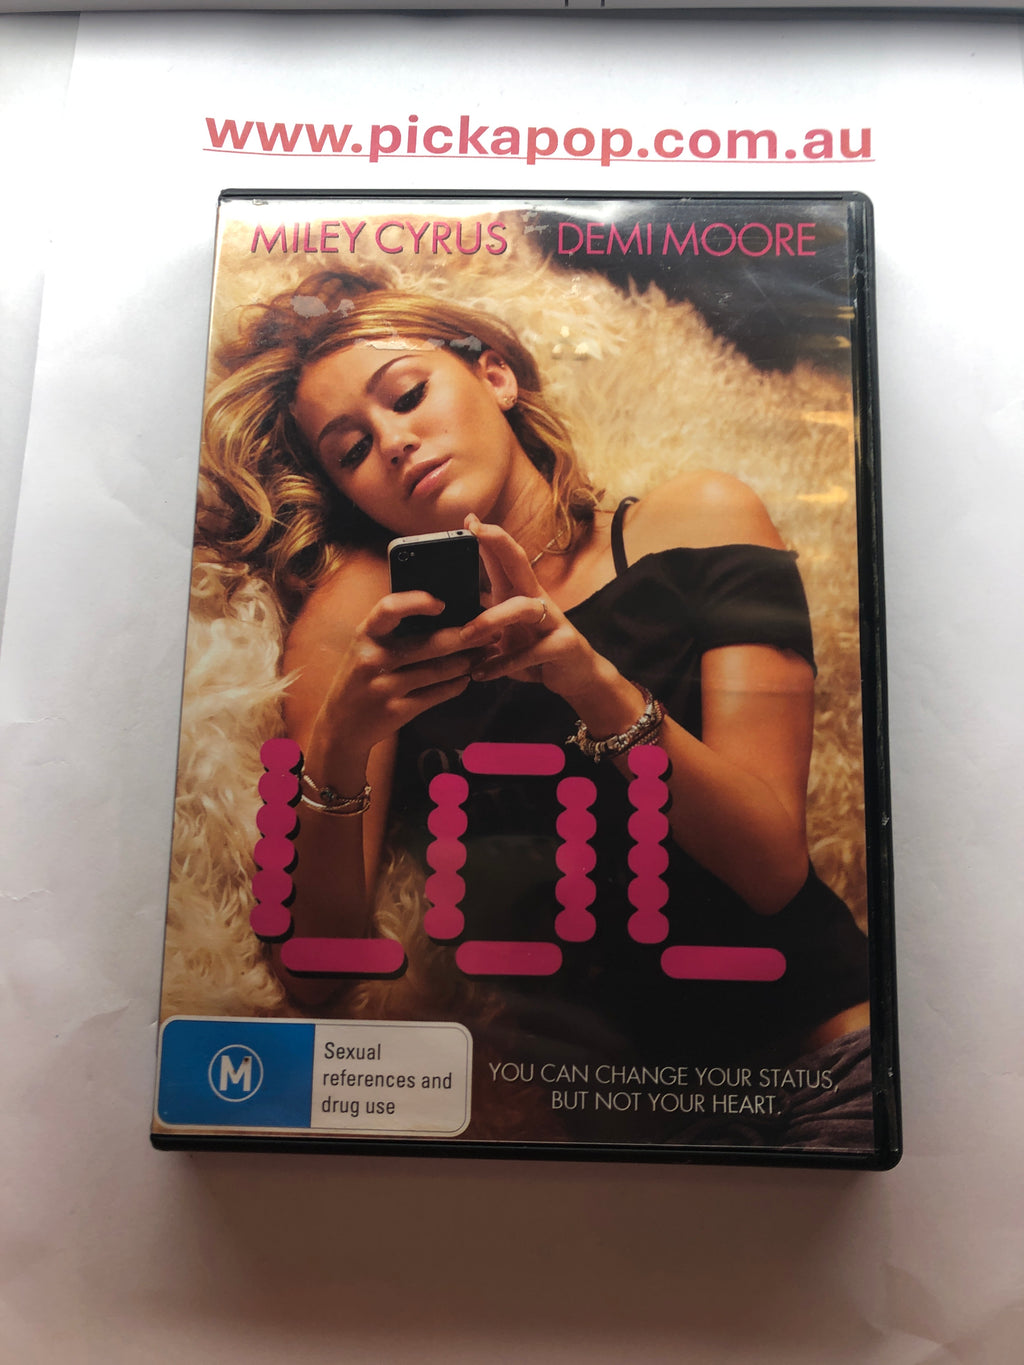 www.pickapop.com.au
MILEY CYRUS DEMI MOORE
LOL
M
Sexual
references and
drug use
YOU CAN CHANGE YOUR STATUS,
BUT NOT YOUR HEART.